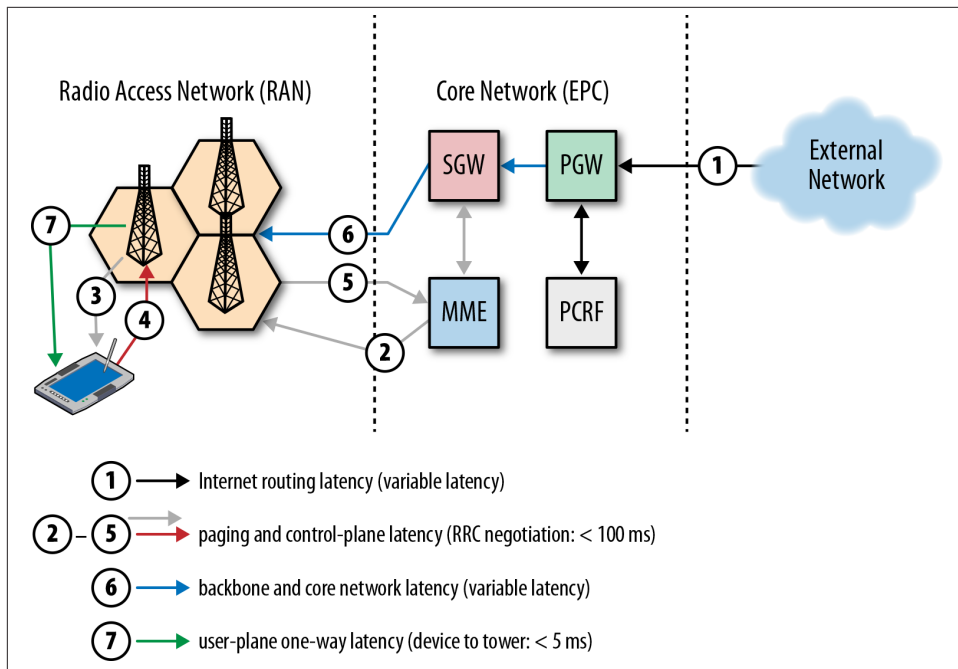 Radio Access Network (RAN)
Core Network (EPC)
External
Network
SGW
PGW
1
7
6
5
3
4
MME
PCRF
2
1 Internet routing latency (variable latency)
2 – 5 paging and control-plane latency (RRC negotiation: < 100 ms)
6 backbone and core network latency (variable latency)
7 user-plane one-way latency (device to tower: < 5 ms)